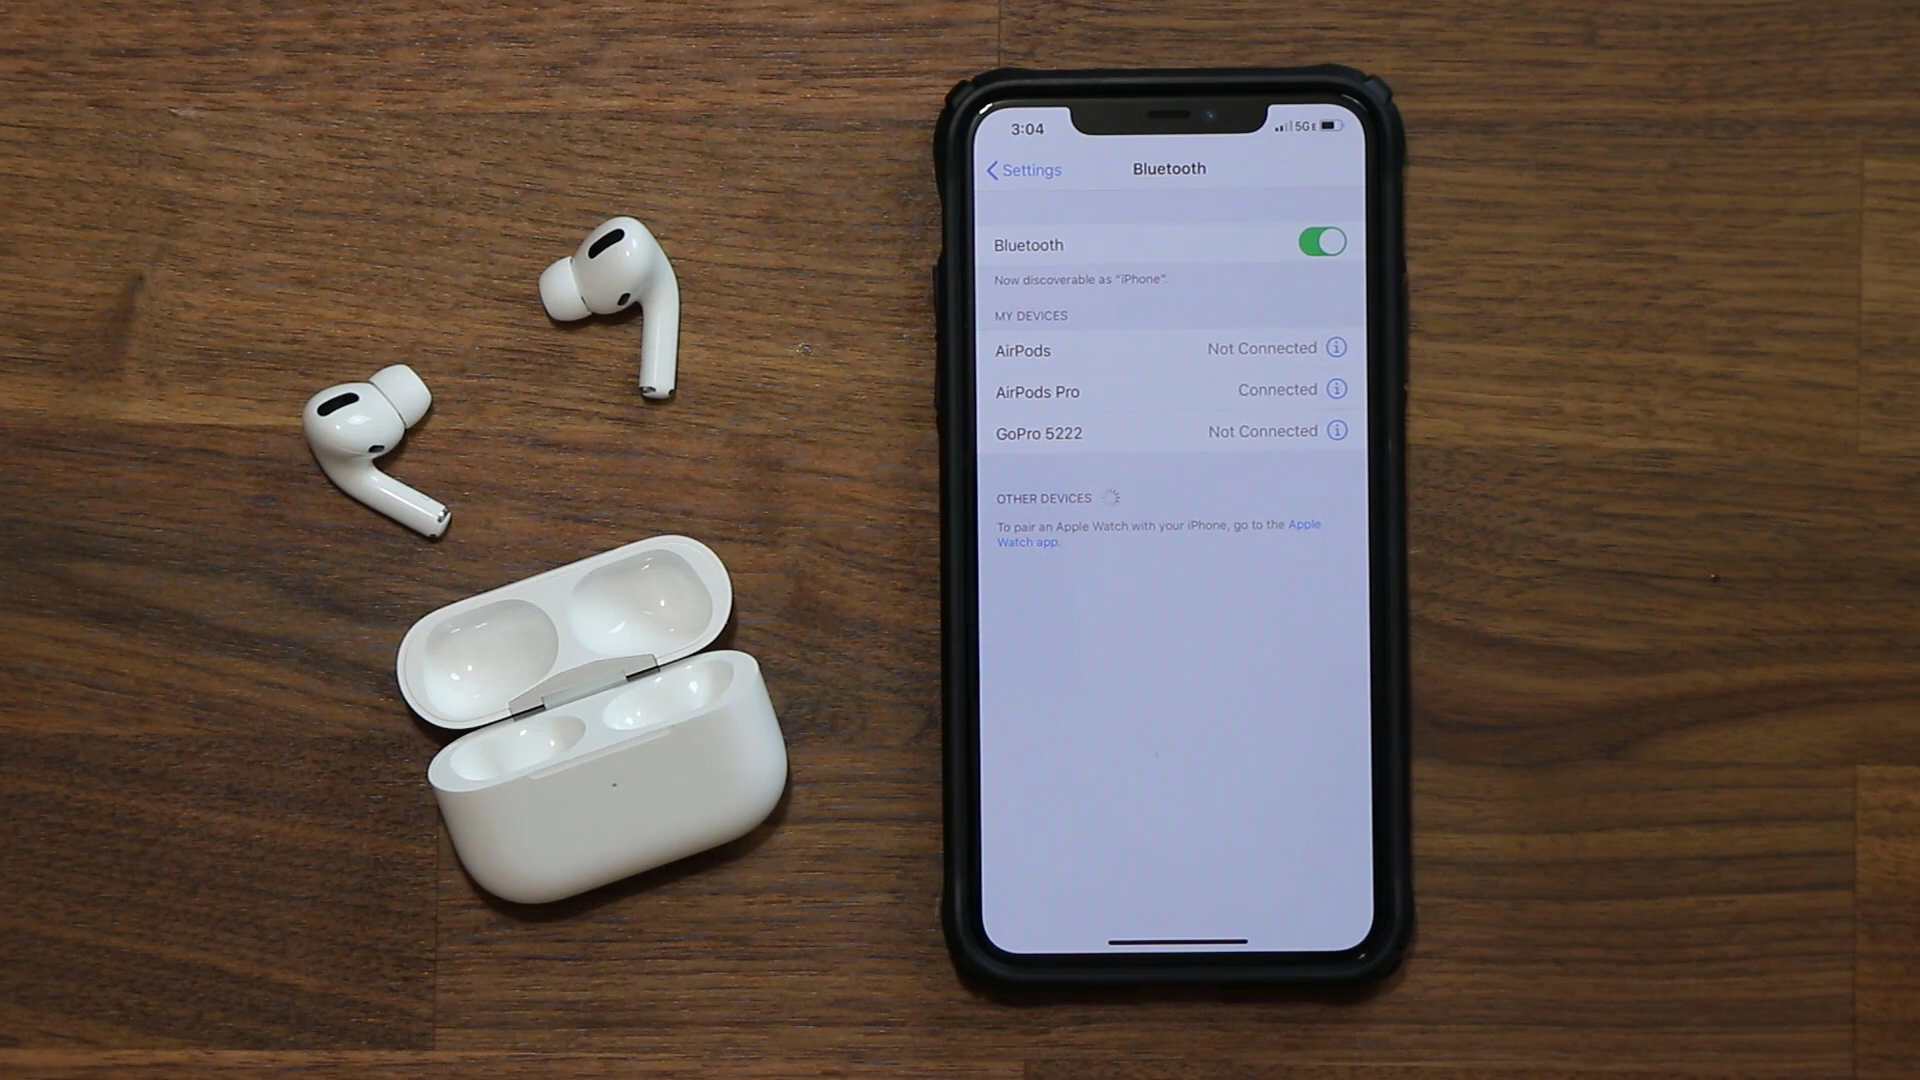 3:04
5GE
Settings
Bluetooth
Bluetooth
Now discoverable as “iPhone”.
MY DEVICES
AirPods Not Connected
AirPods Pro Connected
GoPro 5222 Not Connected
OTHER DEVICES
To pair an Apple Watch with your iPhone, go to the Apple
Watch app.